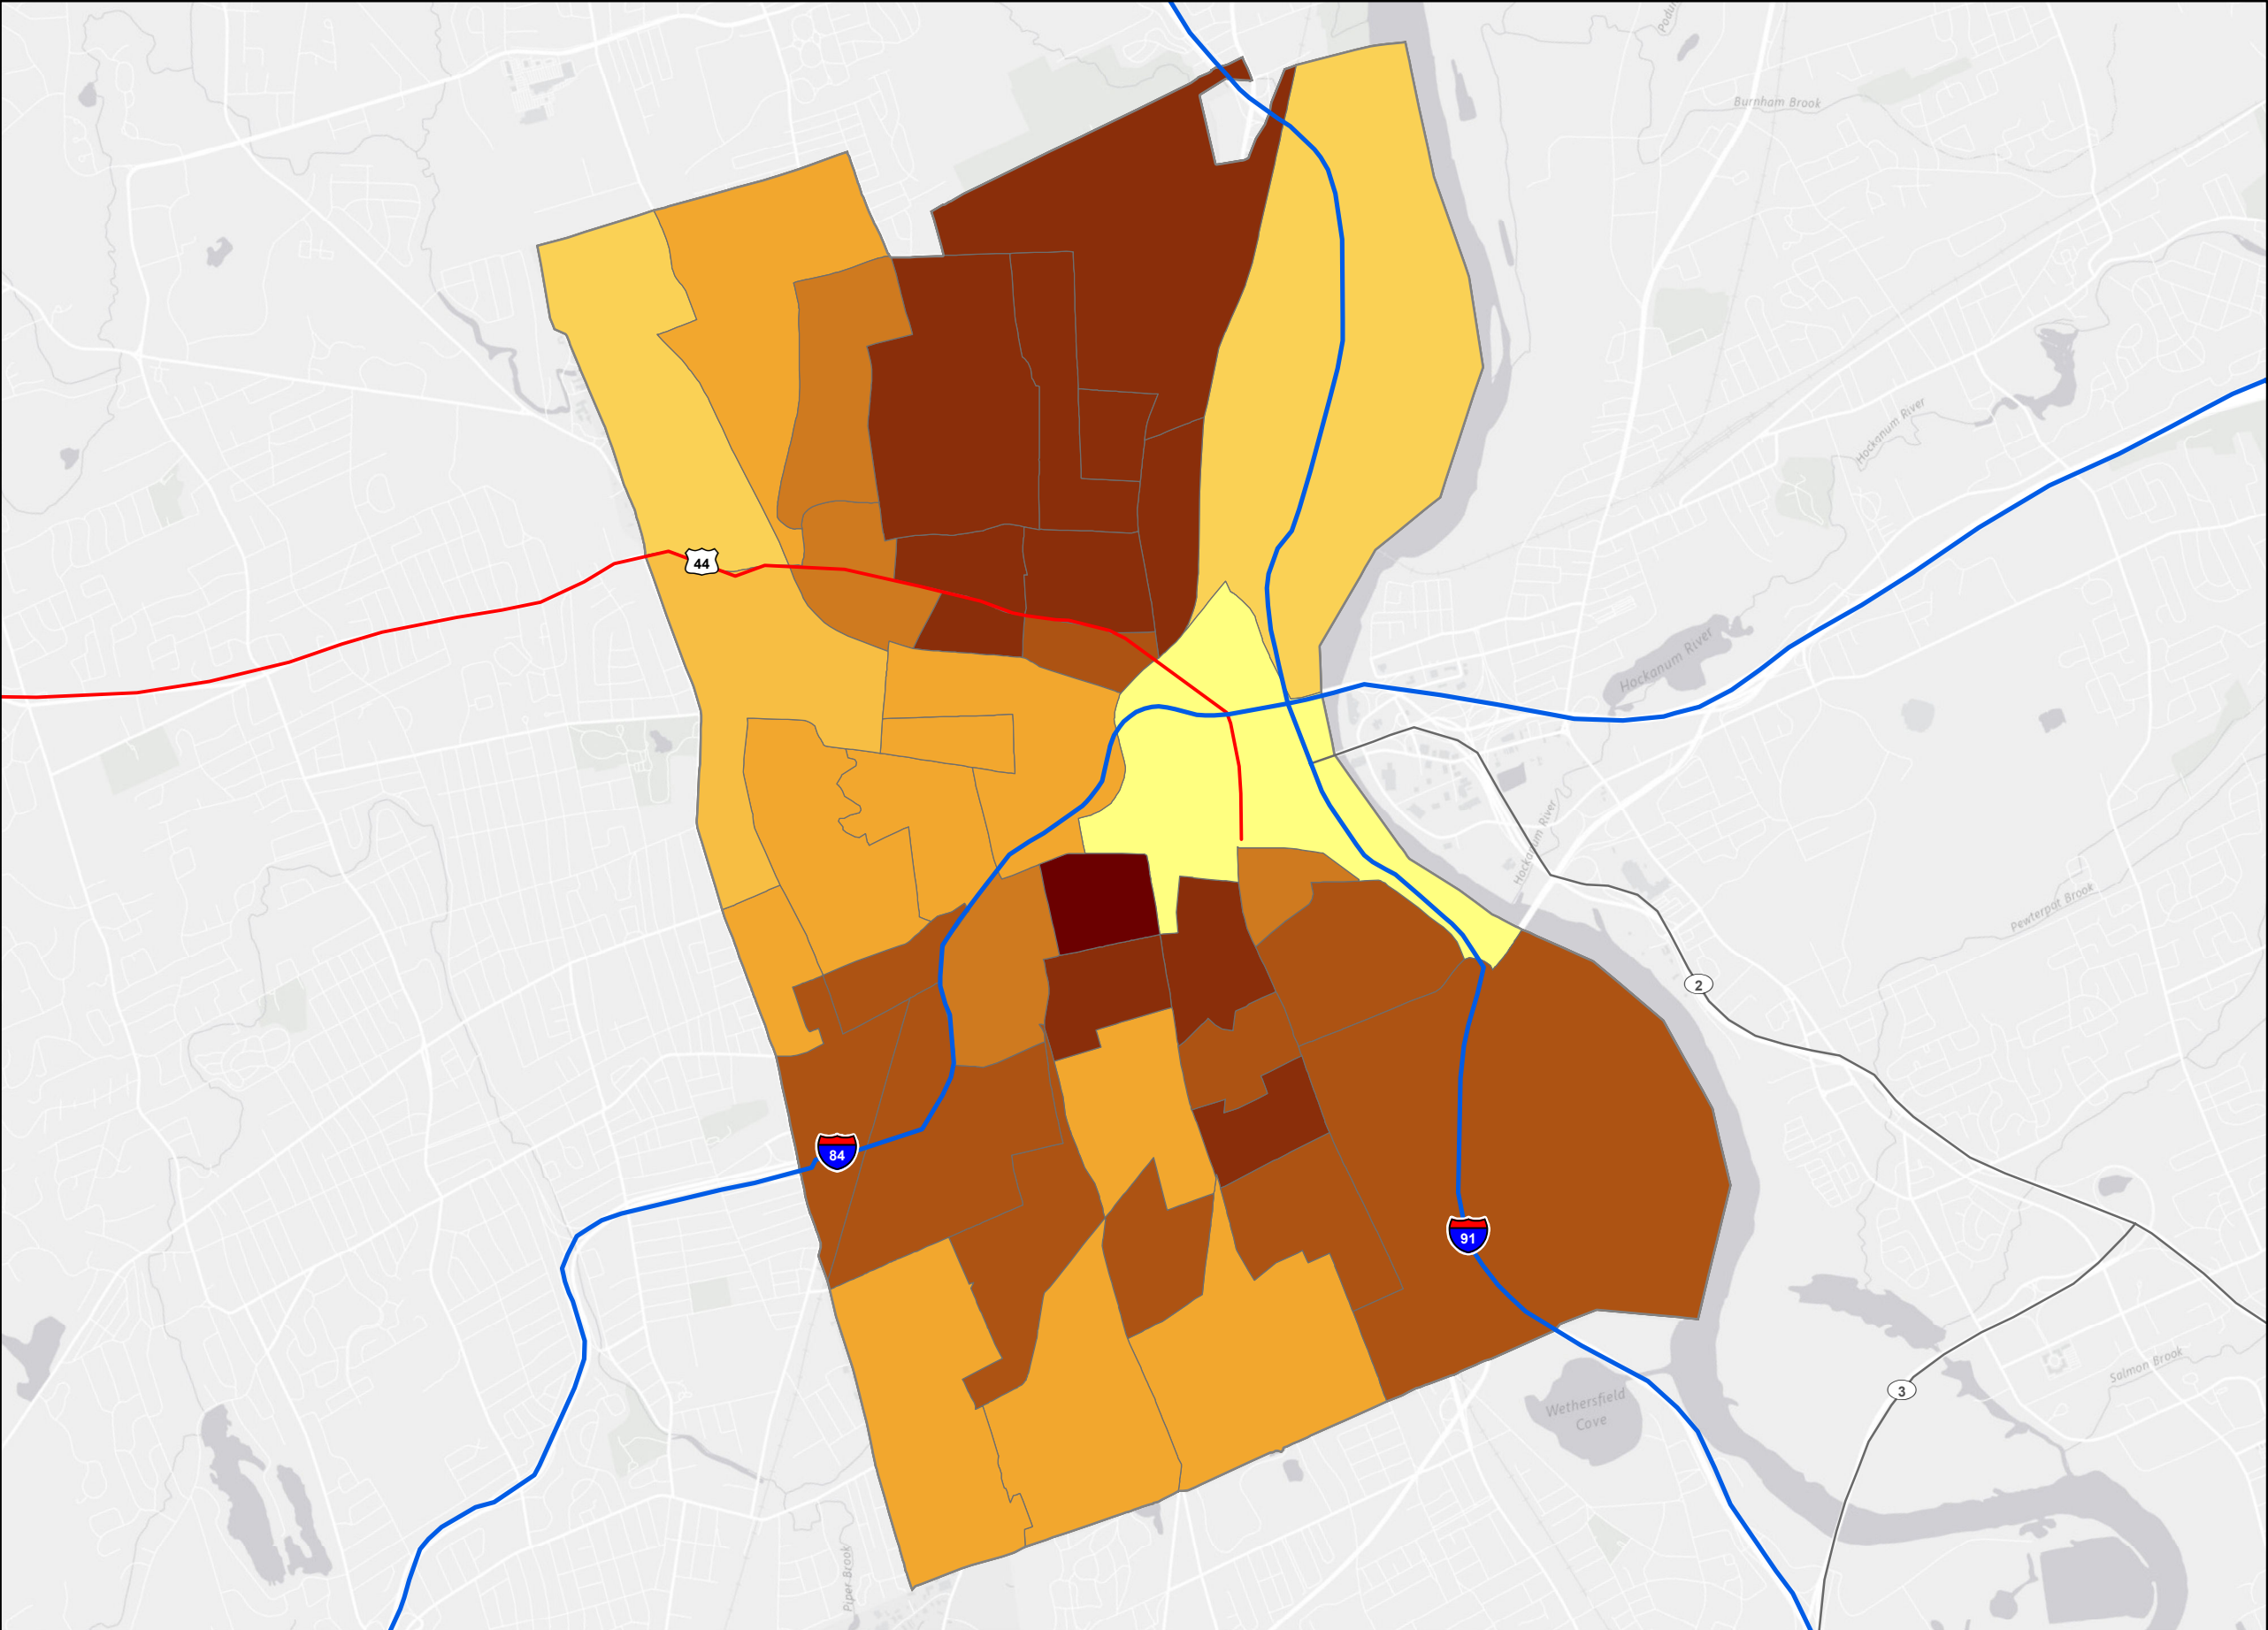 Podu
Burnham Brook
Hockanum River
44
Hockanum River
Hockanum River
Pewterpot Brook
2
84
91
Salmon Brook
3
Wethersfield
Cove
Piper Brook